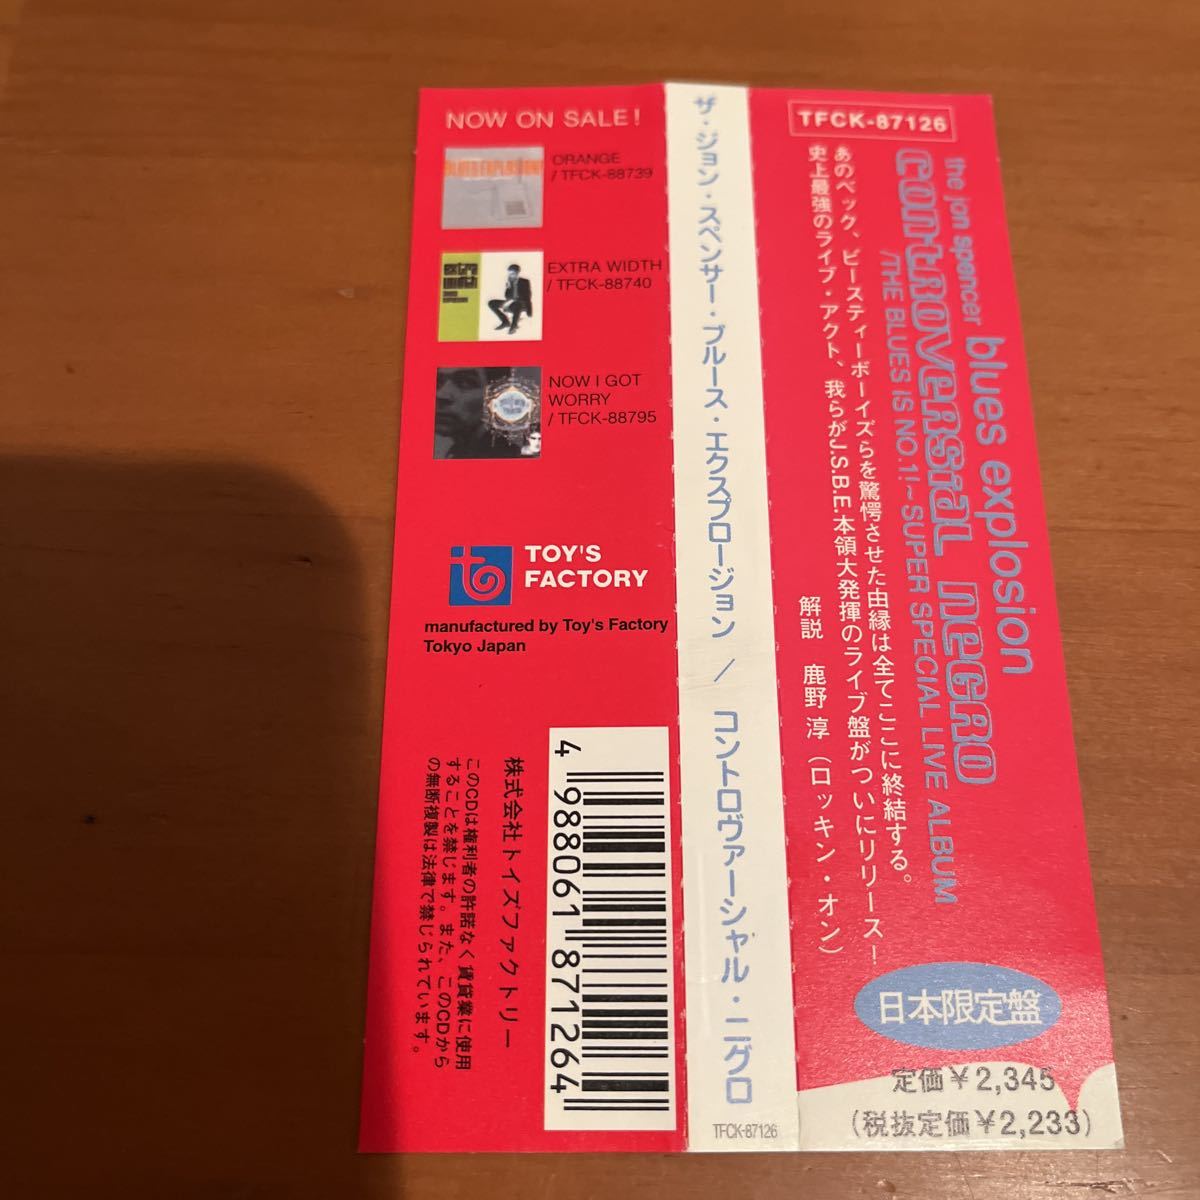 NOW ON SALE!
ORANGE
/ TFCK-88739
EXTRA WIDTH
/ TFCK-88740
NOW I GOT
WORRY
/ TFCK-88795
TOY'S
FACTORY
manufactured by Toy's Factory
Tokyo Japan
4 988061 871264
株式会社トイズファクトリー
このCDは権利者の許諾なく賃貸業に使用
することを禁じます。また、このCDから
の無断複製は法律で禁じられています。
ザ・ジョン・スペンサー・ブルース・エクスプロージョン / コントロヴァーシャル・ニグロ
TFCK-87126
TFCK-87126
the jon spencer blues explosion
CONTROVERSIAL NEGRO
/THE BLUES IS NO.1!~SUPER SPECIAL LIVE ALBUM
あのベック、ビースティーボーイズらを驚愕させた由縁は全てここに終結する。
史上最強のライブ・アクト、我らがJ.S.B.E.本領大発揮のライブ盤がついにリリース!
解説 鹿野 淳(ロッキン・オン)
日本限定盤
定価¥2,345
(税抜定価¥2,233)